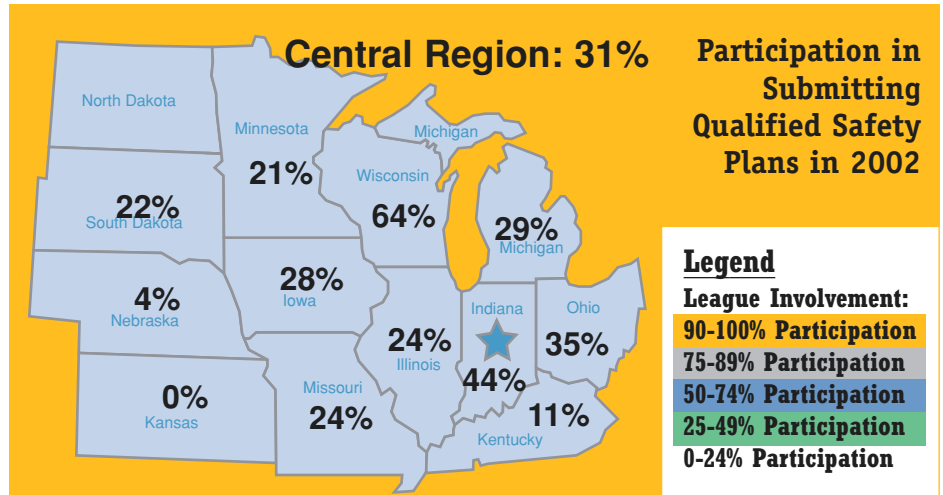 Central Region: 31%
Participation in
Submitting
Qualified Safety
Plans in 2002
North Dakota
Minnesota
21%
Michigan
Wisconsin
64%
22%
South Dakota
29%
Michigan
28%
Iowa
4%
Nebraska
Indiana
44%
Ohio
35%
24%
Illinois
0%
Kansas
Missouri
24%
11%
Kentucky
Legend
League Involvement:
90-100% Participation
75-89% Participation
50-74% Participation
25-49% Participation
0-24% Participation